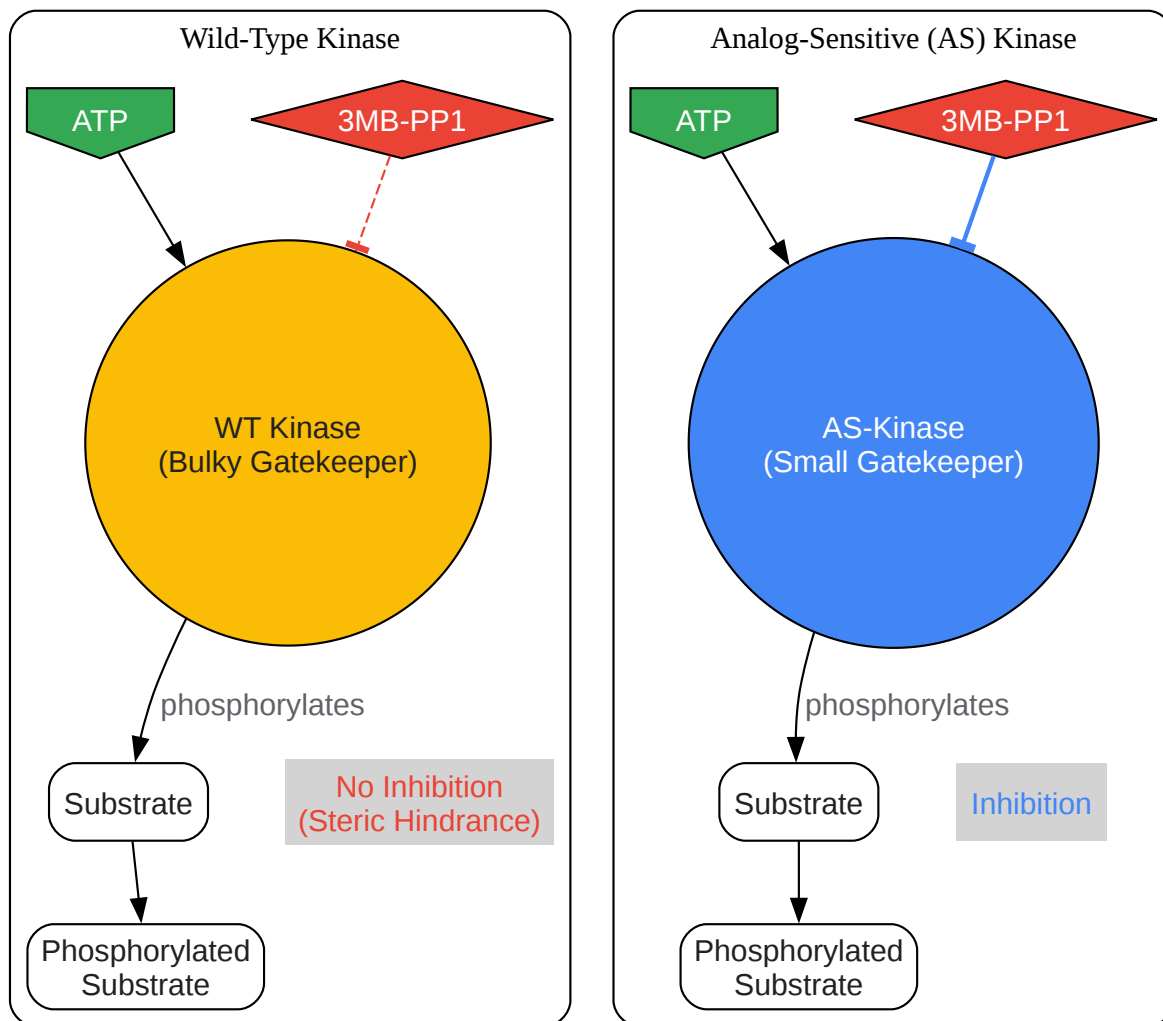 Wild-Type Kinase
ATP
3MB-PP1
WT Kinase
(Bulky Gatekeeper)
phosphorylates
Substrate
No Inhibition
(Steric Hindrance)
Phosphorylated
Substrate
Analog-Sensitive (AS) Kinase
ATP
3MB-PP1
AS-Kinase
(Small Gatekeeper)
phosphorylates
Substrate
Inhibition
Phosphorylated
Substrate